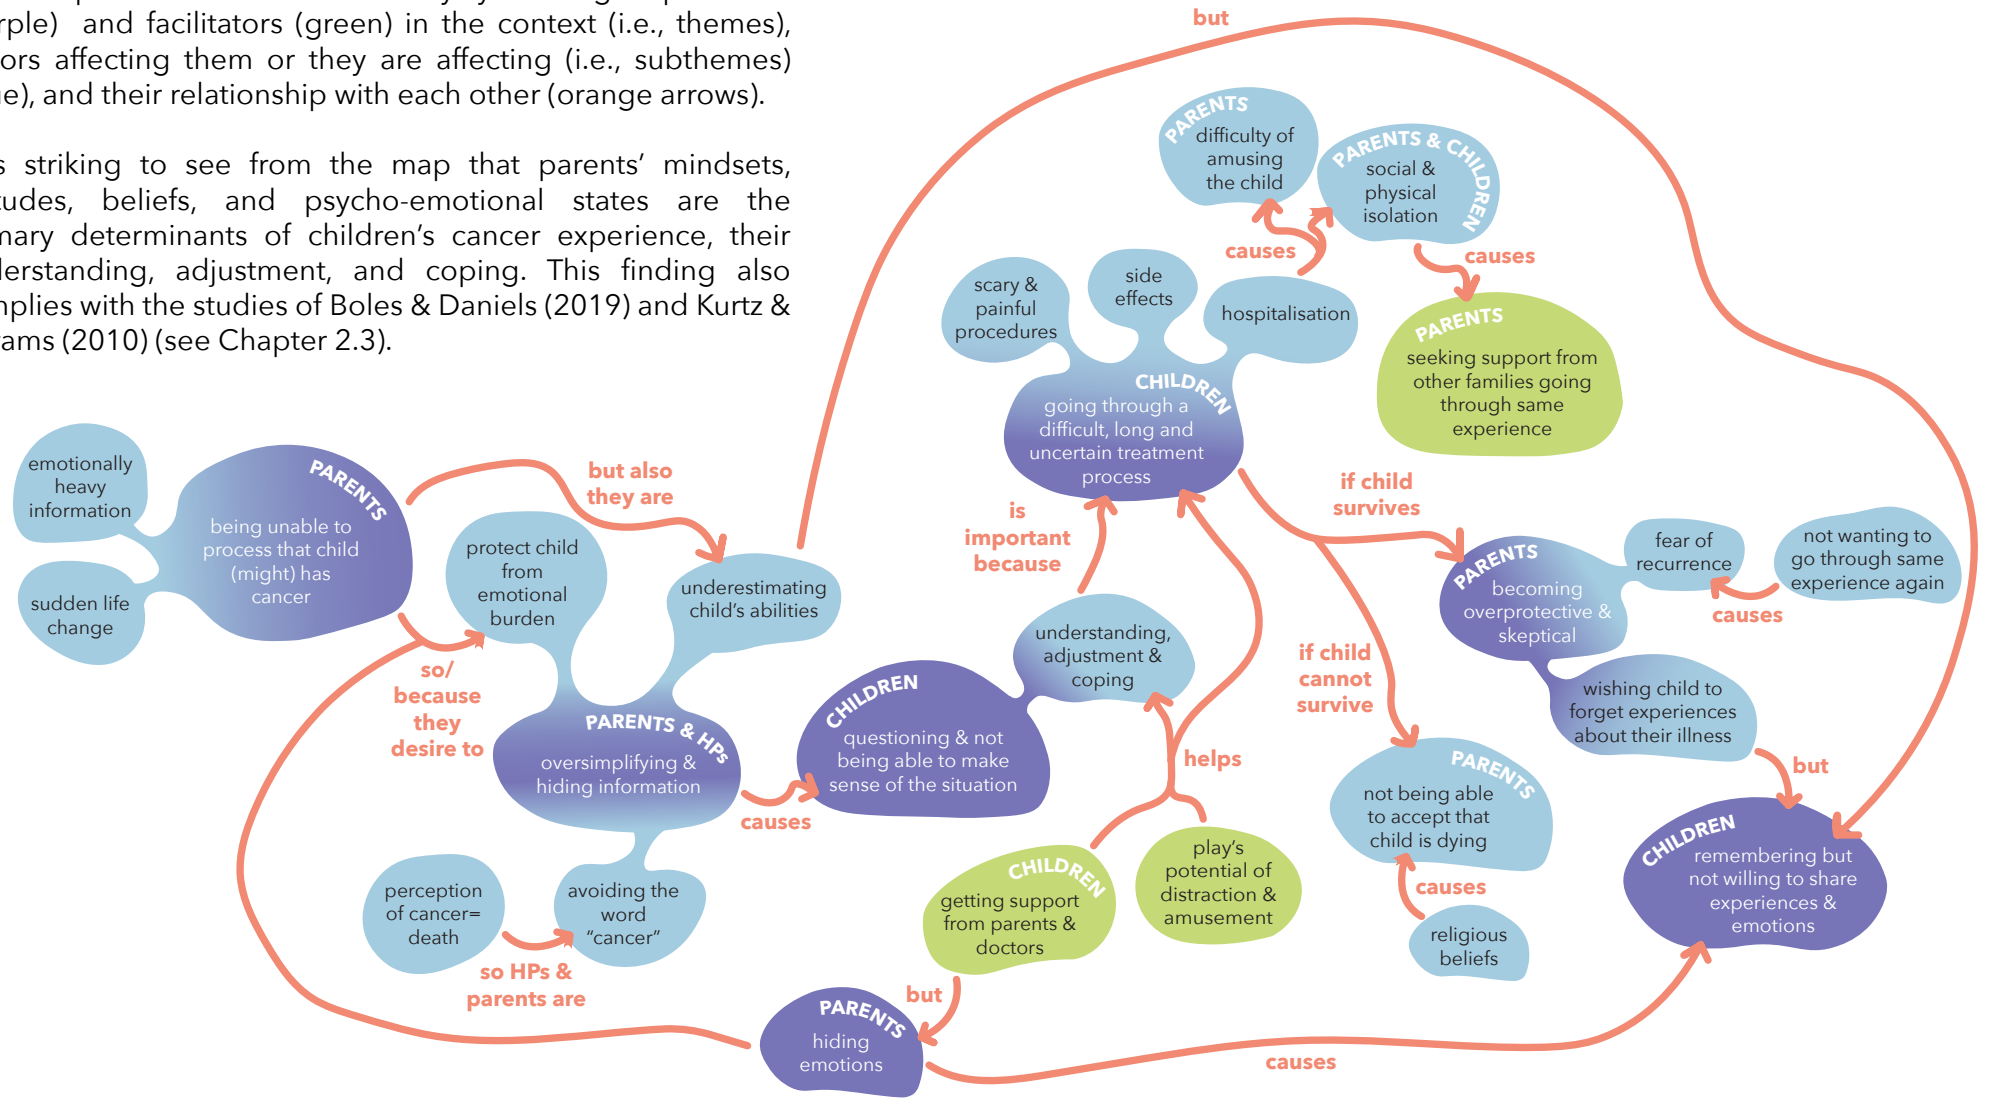 rple) and facilitators (green) in the context (i.e., themes),
ors affecting them or they are affecting (i.e., subthemes)
ue), and their relationship with each other (orange arrows).
s striking to see from the map that parents’ mindsets,
tudes, beliefs, and psycho-emotional states are the
mary determinants of children’s cancer experience, their
derstanding, adjustment, and coping. This finding also
mplies with the studies of Boles & Daniels (2019) and Kurtz &
rams (2010) (see Chapter 2.3).
but
PARENTS
difficulty of
amusing
the child
PARENTS & CHILDREN
social &
physical
isolation
causes
causes
scary &
painful
procedures
side
effects
hospitalisation
PARENTS
seeking support from
other families going
through same
experience
CHILDREN
going through a
difficult, long and
uncertain treatment
process
emotionally
heavy
information
sudden life
change
PARENTS
being unable to
process that child
(might) has
cancer
but also
they are
protect child
from
emotional
burden
underestimating
child’s abilities
so/
because
they
desire to
PARENTS & HPs
oversimplifying &
hiding information
causes
perception
of cancer=
death
avoiding the
word
“cancer”
so HPs &
parents are
CHILDREN
questioning & not
being able to make
sense of the situation
understanding,
adjustment &
coping
is
important
because
helps
CHILDREN
getting support
from parents &
doctors
play’s
potential of
distraction &
amusement
but
PARENTS
hiding
emotions
causes
if child
survives
if child
cannot
survive
PARENTS
becoming
overprotective &
skeptical
fear of
recurrence
not wanting to
go through same
experience again
causes
wishing child to
forget experiences
about their illness
but
PARENTS
not being able
to accept that
child is dying
causes
religious
beliefs
CHILDREN
remembering but
not willing to share
experiences &
emotions